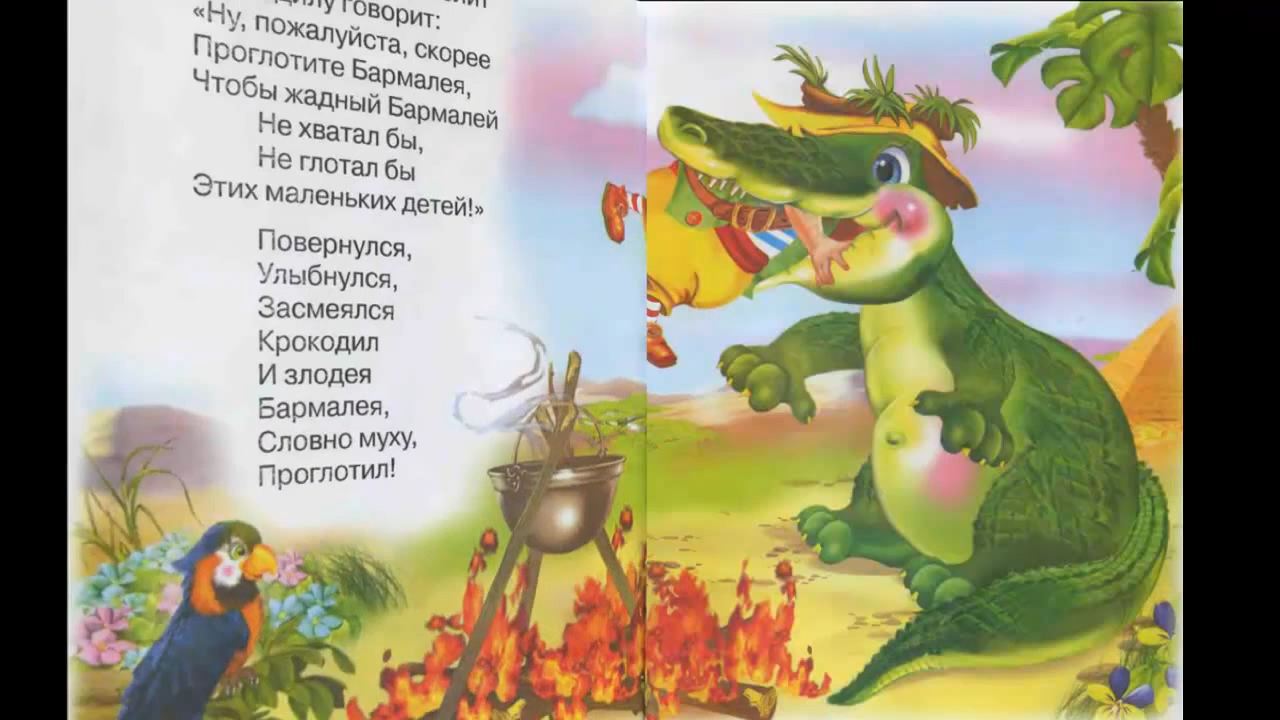 говорит:
«Ну, пожалуйста, скорее
Проглотите Бармалея,
Чтобы жадный Бармалей
Не хватал бы,
Не глотал бы
Этих маленьких детей!»
Повернулся,
Улыбнулся,
Засмеялся
Крокодил
И злодея
Бармалея,
Словно муху,
Проглотил!